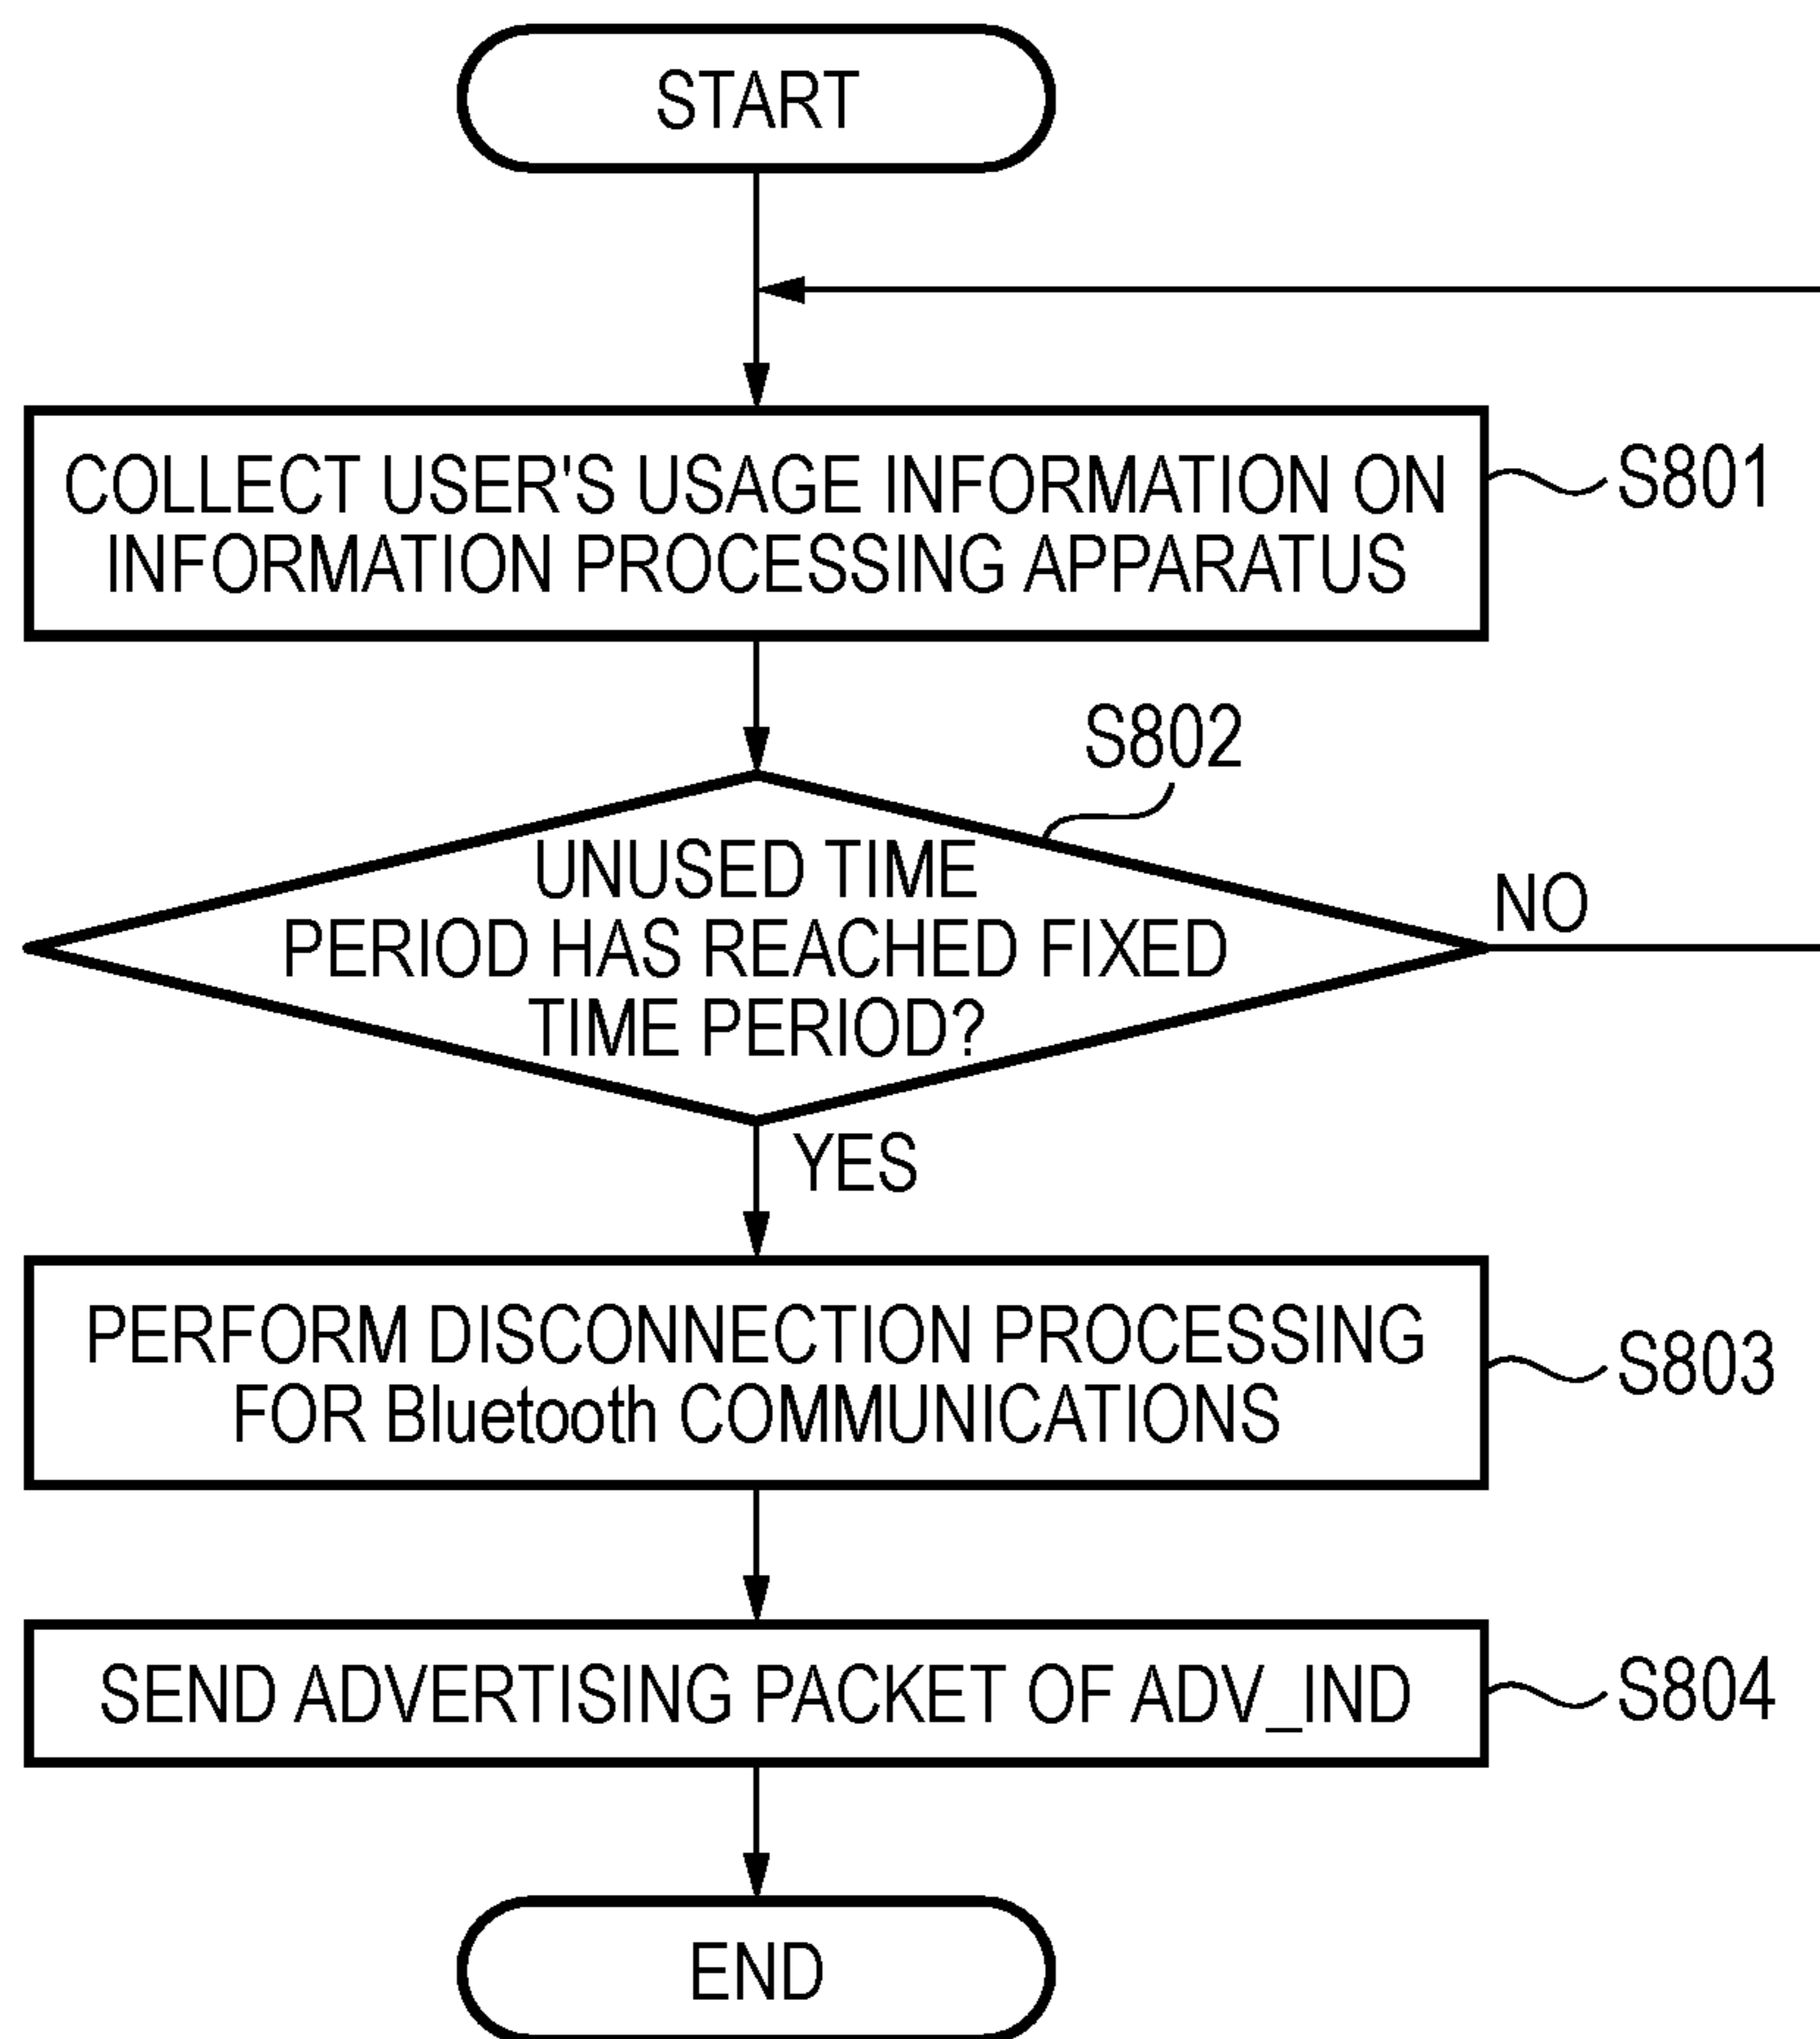 START
COLLECT USER'S USAGE INFORMATION ON
INFORMATION PROCESSING APPARATUS
S801
S802
UNUSED TIME
PERIOD HAS REACHED FIXED
TIME PERIOD?
NO
YES
PERFORM DISCONNECTION PROCESSING
FOR Bluetooth COMMUNICATIONS
S803
SEND ADVERTISING PACKET OF ADV_IND
S804
END